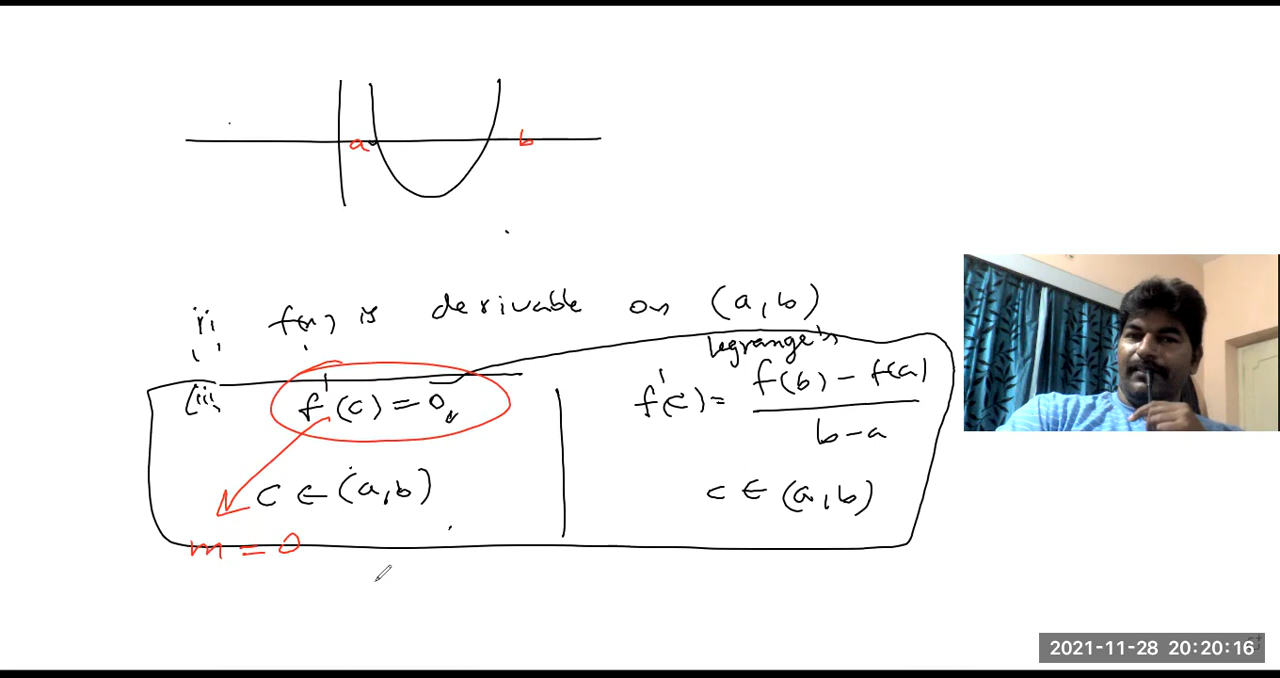 a b
ii f(x) is derivable on (a, b)
legrange's
(iii) f'(c) = 0
f'(c) = f(b) - f(a) / b - a
c ∈ (a, b)
c ∈ (a, b)
m = 0
2021-11-28 20:20:16